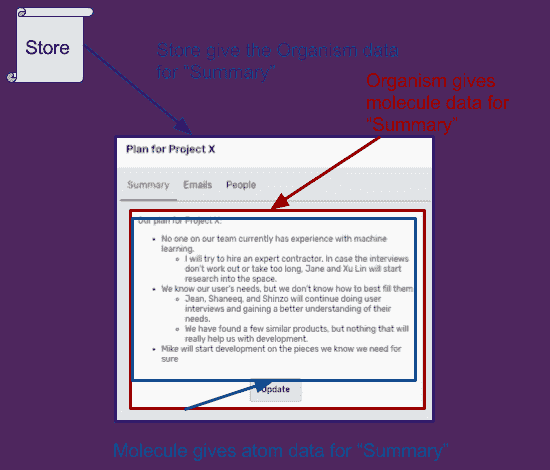 Store
Store give the Organism data
for "Summary"
Organism gives
molecule data for
"Summary"
Plan for Project X
Summary Emails People
Our plan for Project X:
No one on our team currently has experience with machine
learning.
I will try to hire an expert contractor. In case the interviews
don't work out or take too long, Jane and Xu Lin will start
research into the space.
We know our user's needs, but we don't know how to best fill them
Jean, Shaneeq, and Shinzo will continue doing user
interviews and gaining a better understanding of their
needs.
We have found a few similar products, but nothing that will
really help us with development.
Mike will start development on the pieces we know we need for
sure
Update
Molecule gives atom data for "Summary"